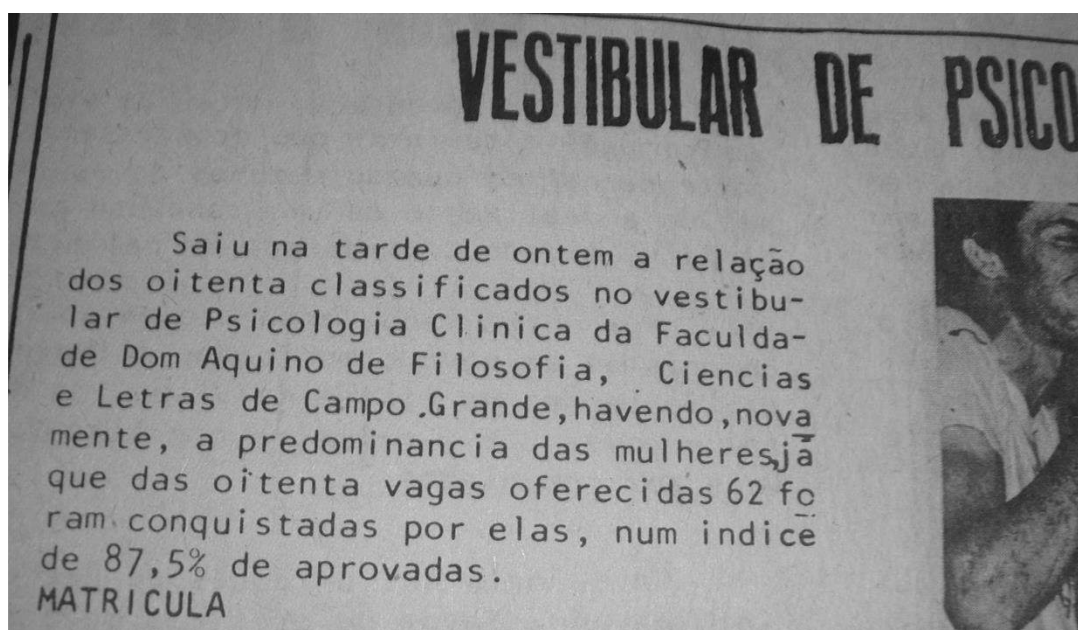 VESTIBULAR DE PSICO
Saiu na tarde de ontem a relação
dos oitenta classificados no vestibu-
lar de Psicologia Clinica da Faculda-
de Dom Aquino de Filosofia, Ciencias
e Letras de Campo Grande,havendo,nova
mente, a predominancia das mulheres,já
que das oitenta vagas oferecidas 62 fo
ram conquistadas por elas, num indice
de 87,5% de aprovadas.
MATRICULA